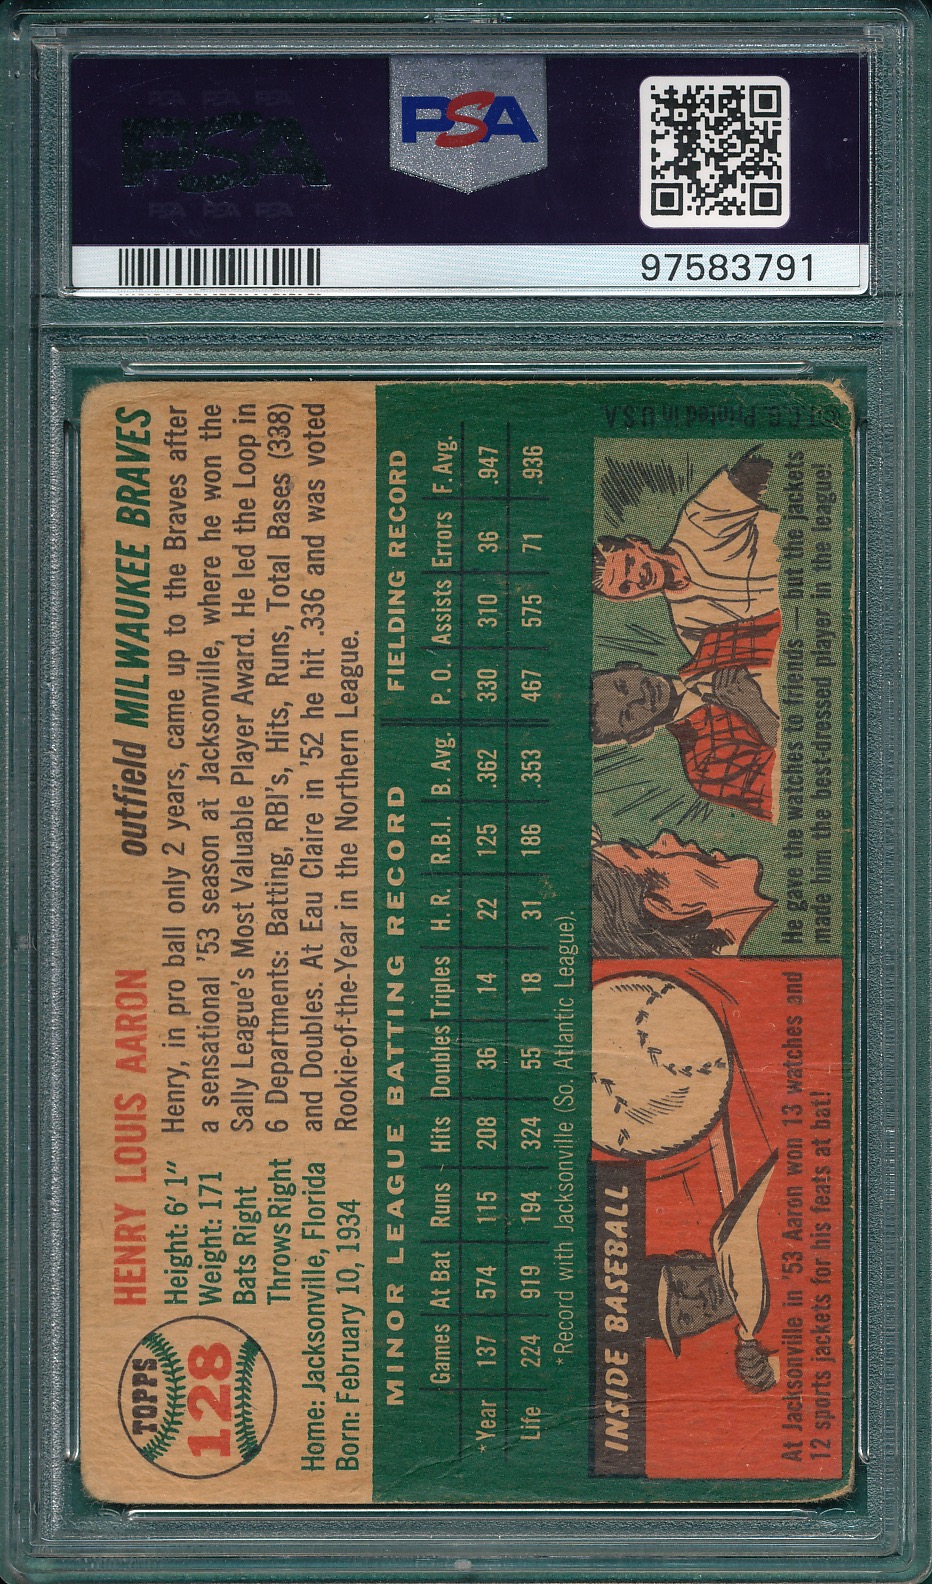 PSA
PSA
97583791
TOPPS
128
HENRY LOUIS AARON
outfield MILWAUKEE BRAVES
Height: 6' 1"
Weight: 171
Bats Right
Throws Right
Home: Jacksonville, Florida
Born: February 10, 1934
Henry, in pro ball only 2 years, came up to the Braves after
a sensational '53 season at Jacksonville, where he won the
Sally League's Most Valuable Player Award. He led the Loop in
6 Departments: Batting, RBI's, Hits, Runs, Total Bases (338)
and Doubles. At Eau Claire in '52 he hit .336 and was voted
Rookie-of-the-Year in the Northern League.
MINOR LEAGUE BATTING RECORD FIELDING RECORD
Games At Bat Runs Hits Doubles Triples H. R. R.B.I. B. Avg. P. O. Assists Errors F. Avg.
*Year 137 574 115 208 36 14 22 125 .362 330 310 36 .947
Life 224 919 194 324 55 18 31 186 .353 467 575 71 .936
*Record with Jacksonville (So. Atlantic League).
INSIDE BASEBALL
At Jacksonville in '53 Aaron won 13 watches and
12 sports jackets for his feats at bat!
He gave the watches to friends — but the jackets
made him the best-dressed player in the league!
©T.C.G. Printed in U S A